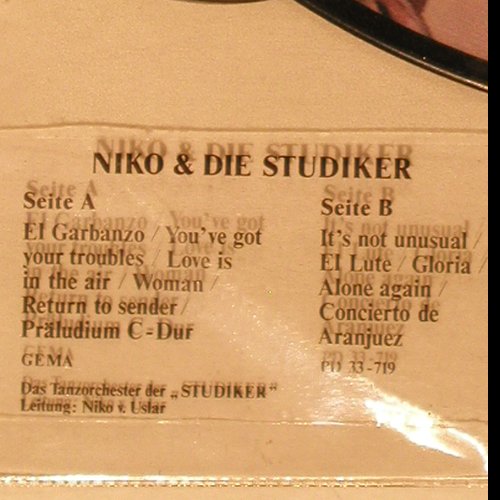 NIKO & DIE STUDIKER
Seite A
El Garbanzo / You've got
your troubles / Love is
in the air / Woman /
Return to sender /
Präludium C-Dur
GEMA
Das Tanzorchester der „STUDIKER"
Leitung: Niko v. Uslar
Seite B
It's not unusual /
El Lute / Gloria /
Alone again /
Concierto de
Aranjuez
PD 33-719